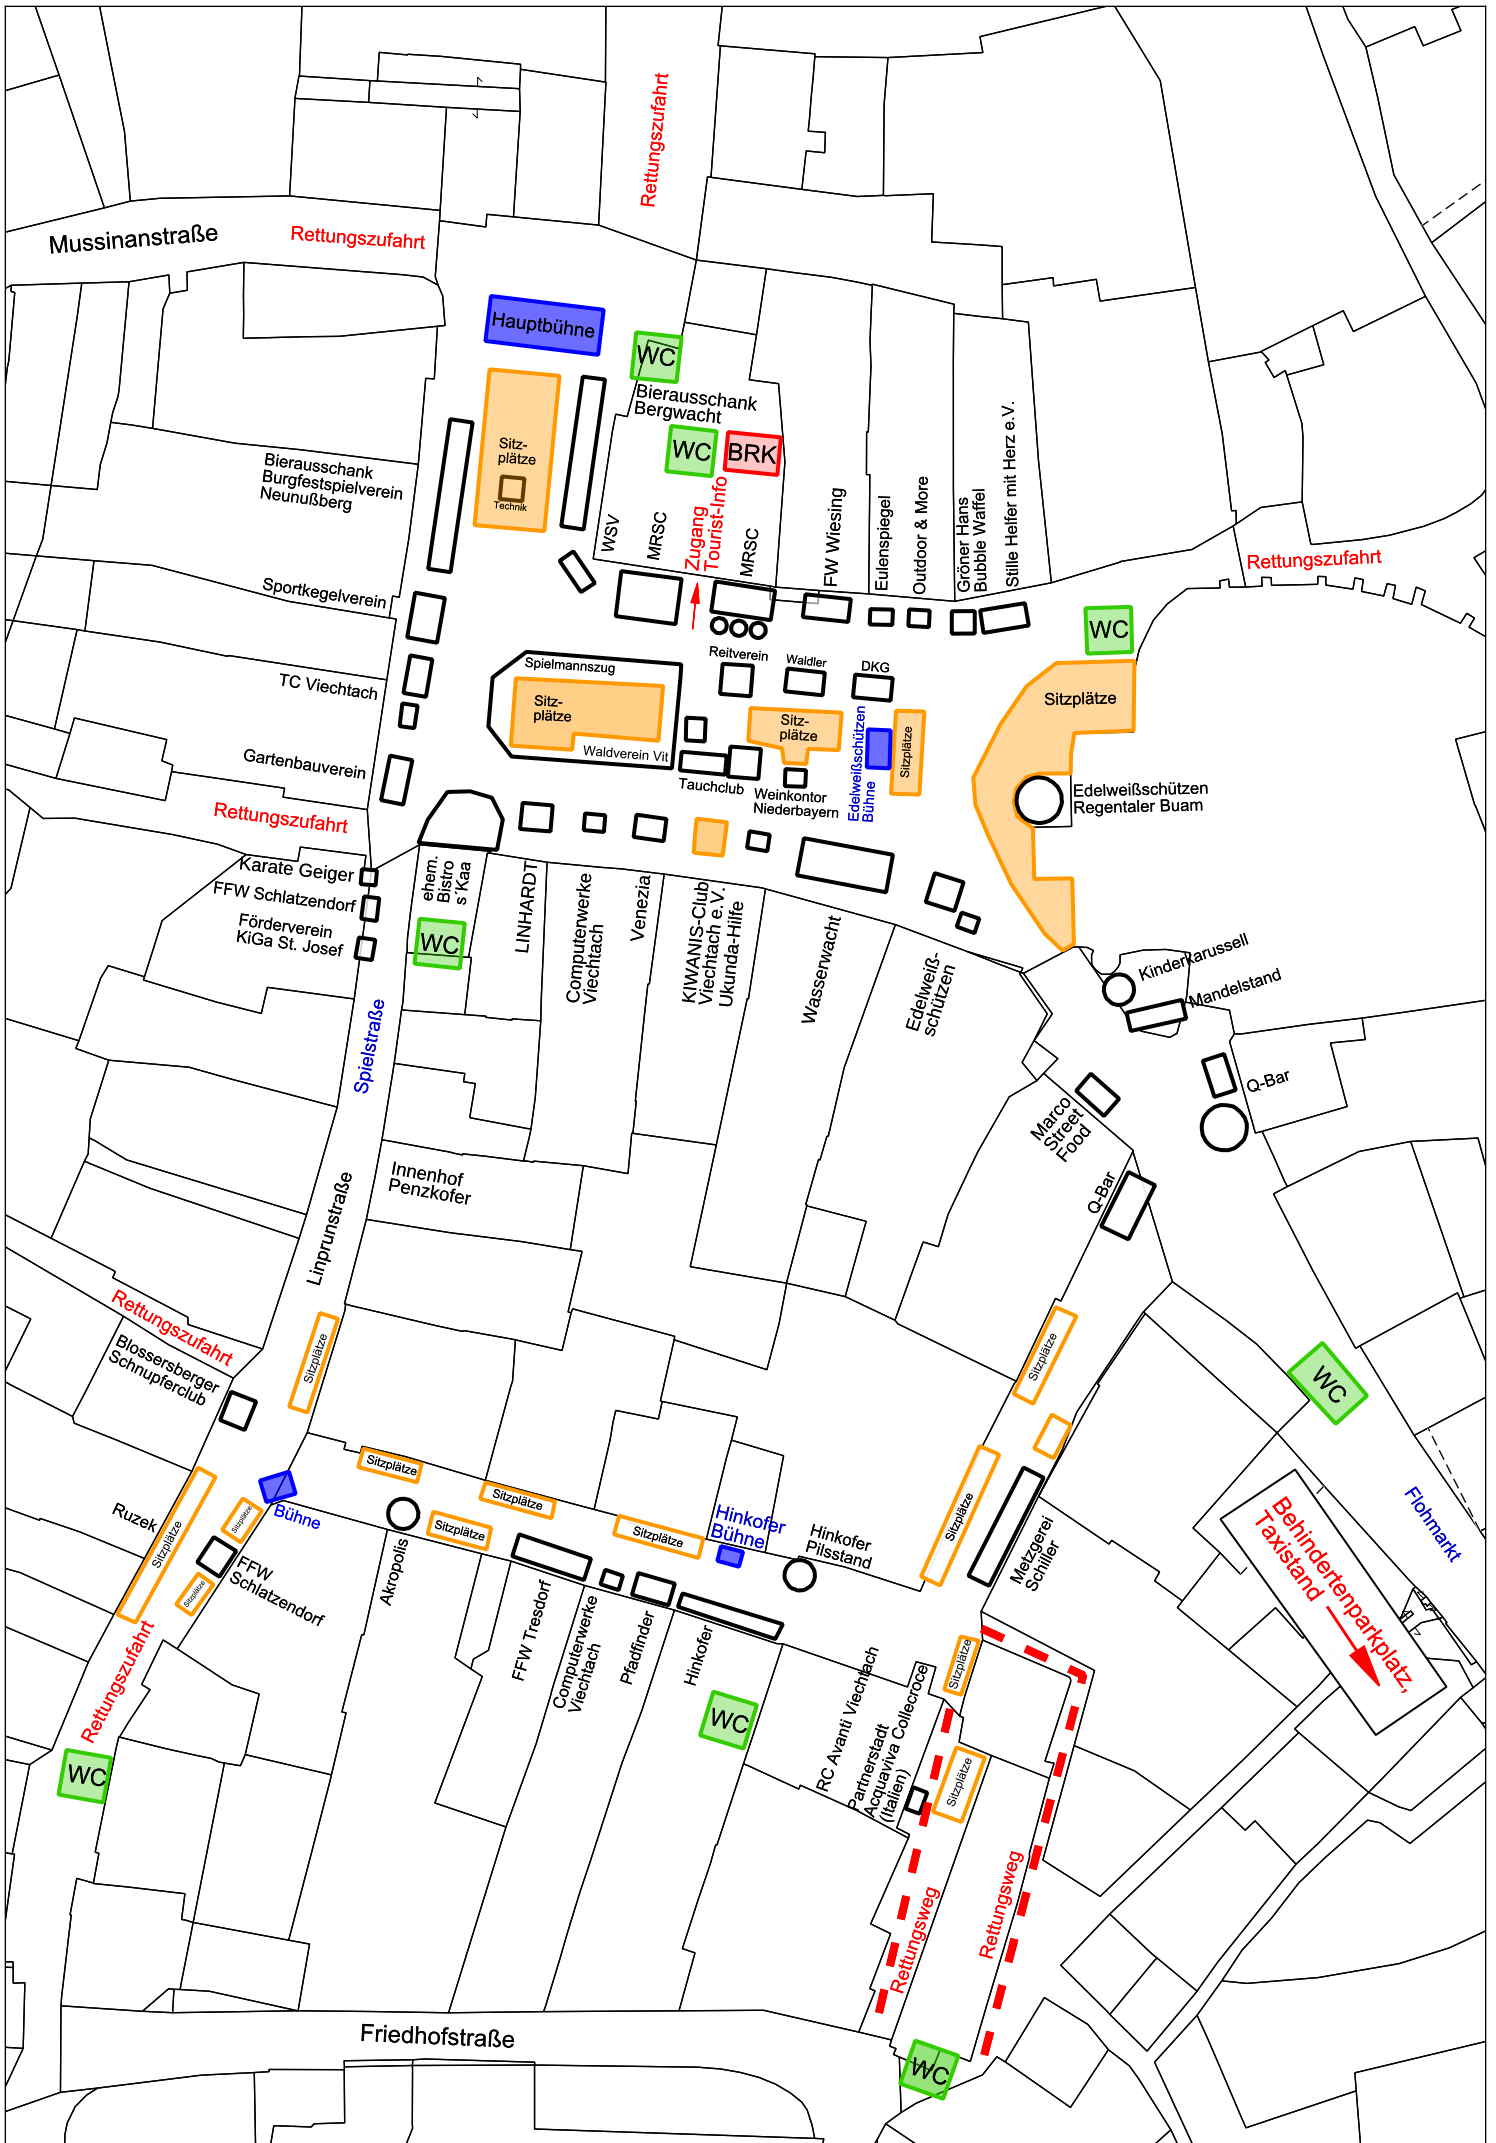 Rettungszufahrt
Mussinanstraße
Rettungszufahrt
Hauptbühne
WC
Bierausschank
Bergwacht
WC
BRK
Sitz-
plätze
Technik
Bierausschank
Burgfestspielverein
Neunußberg
WSV
MRSC
Zugang
Tourist-Info
MRSC
FW Wiesing
Eulenspiegel
Outdoor & More
Gröner Hans
Bubble Waffel
Stille Helfer mit Herz e.V.
Rettungszufahrt
Sportkegelverein
WC
TC Viechtach
Spielmannszug
Sitz-
plätze
Waldverein Vit
Reitverein
Waldler
DKG
Sitz-
plätze
Edelweißschützen
Bühne
Sitzplätze
Sitzplätze
Gartenbauverein
Tauchclub
Weinkontor
Niederbayern
Edelweißschützen
Regentaler Buam
Rettungszufahrt
Karate Geiger
FFW Schlatzendorf
Förderverein
KiGa St. Josef
ehem.
Bistro
s´Kaa
WC
LINHARDT
Computerwerke
Viechtach
Venezia
KIWANIS-Club
Viechtach e.V.
Ukunda-Hilfe
Wasserwacht
Edelweiß-
schützen
Kinderkarussell
Mandelstand
Q-Bar
Marco
Street
Food
Q-Bar
Spielstraße
Innenhof
Penzkofer
Linprunstraße
Rettungszufahrt
Blossersberger
Schnupferclub
Sitzplätze
Sitzplätze
WC
Sitzplätze
Sitzplätze
Sitzplätze
Sitzplätze
Sitzplätze
Ruzek
Sitzplätze
Sitzplätze
Bühne
FFW
Schlatzendorf
Sitzplätze
Akropolis
Hinkofer
Bühne
Hinkofer
Pilsstand
Metzgerei
Schiller
Flohmarkt
Behindertenparkplatz,
Taxistand
FFW Tresdorf
Computerwerke
Viechtach
Pfadfinder
Hinkofer
WC
RC Avanti Viechtach
Partnerstadt
Acquaviva Collecroce
(Italien)
Sitzplätze
Sitzplätze
Rettungszufahrt
WC
Rettungsweg
Rettungsweg
Friedhofstraße
WC